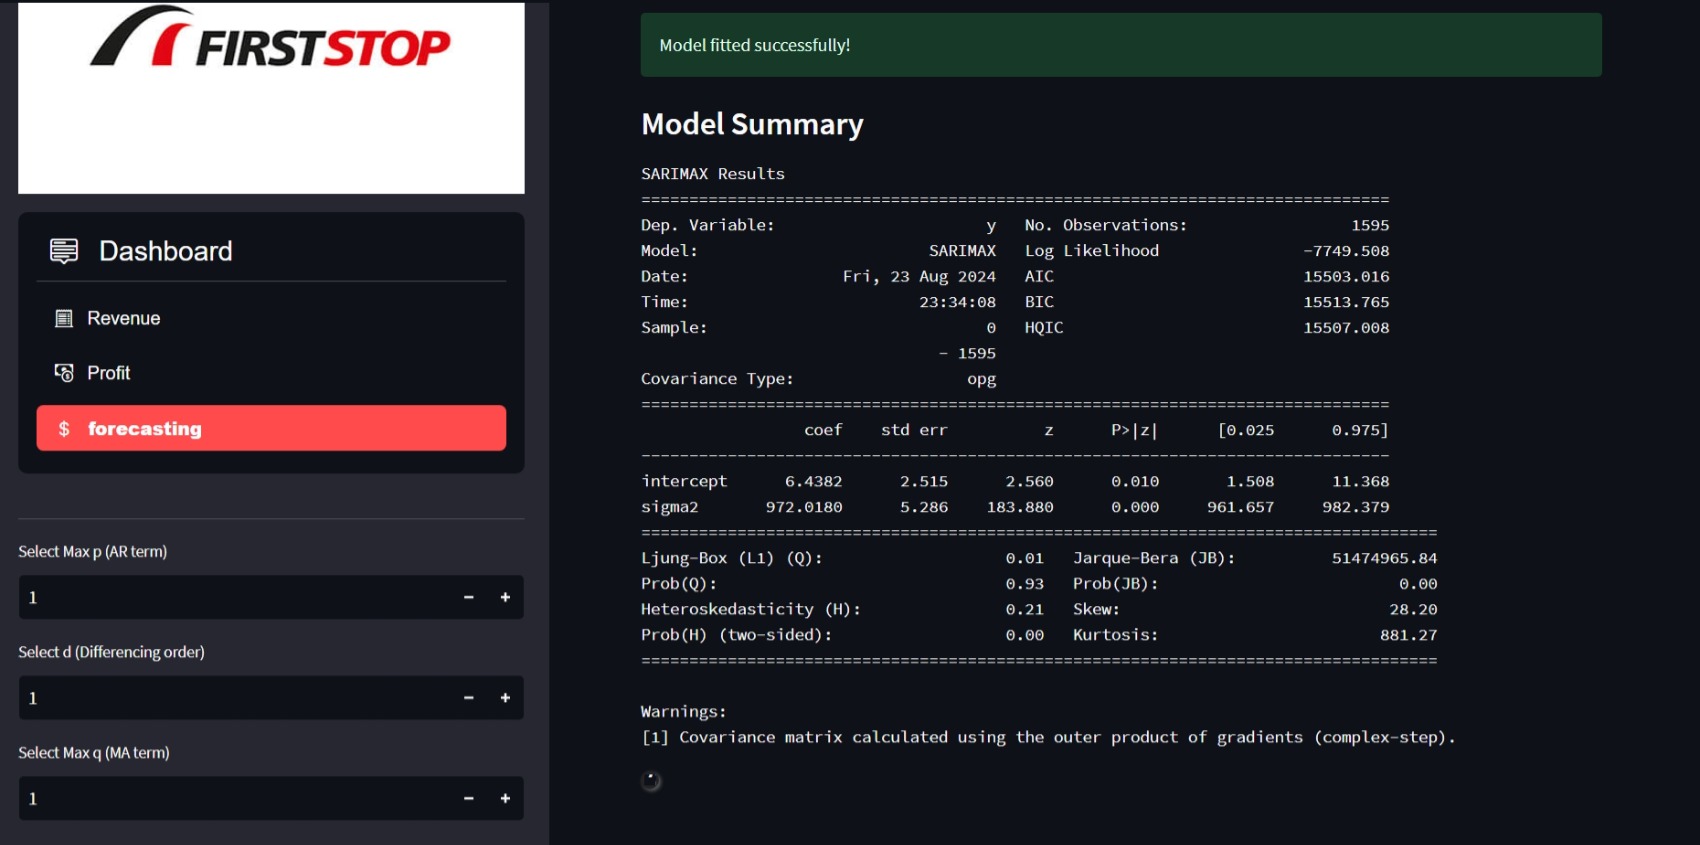 FIRSTSTOP
Dashboard
Revenue
Profit
$ forecasting
Select Max p (AR term)
1 - +
Select d (Differencing order)
1 - +
Select Max q (MA term)
1 - +
Model fitted successfully!
Model Summary
SARIMAX Results
==============================================================================
Dep. Variable: y No. Observations: 1595
Model: SARIMAX Log Likelihood -7749.508
Date: Fri, 23 Aug 2024 AIC 15503.016
Time: 23:34:08 BIC 15513.765
Sample: 0 HQIC 15507.008
- 1595
Covariance Type: opg
==============================================================================
coef std err z P>|z| [0.025 0.975]
------------------------------------------------------------------------------
intercept 6.4382 2.515 2.560 0.010 1.508 11.368
sigma2 972.0180 5.286 183.880 0.000 961.657 982.379
===================================================================================
Ljung-Box (L1) (Q): 0.01 Jarque-Bera (JB): 51474965.84
Prob(Q): 0.93 Prob(JB): 0.00
Heteroskedasticity (H): 0.21 Skew: 28.20
Prob(H) (two-sided): 0.00 Kurtosis: 881.27
===================================================================================
Warnings:
[1] Covariance matrix calculated using the outer product of gradients (complex-step).